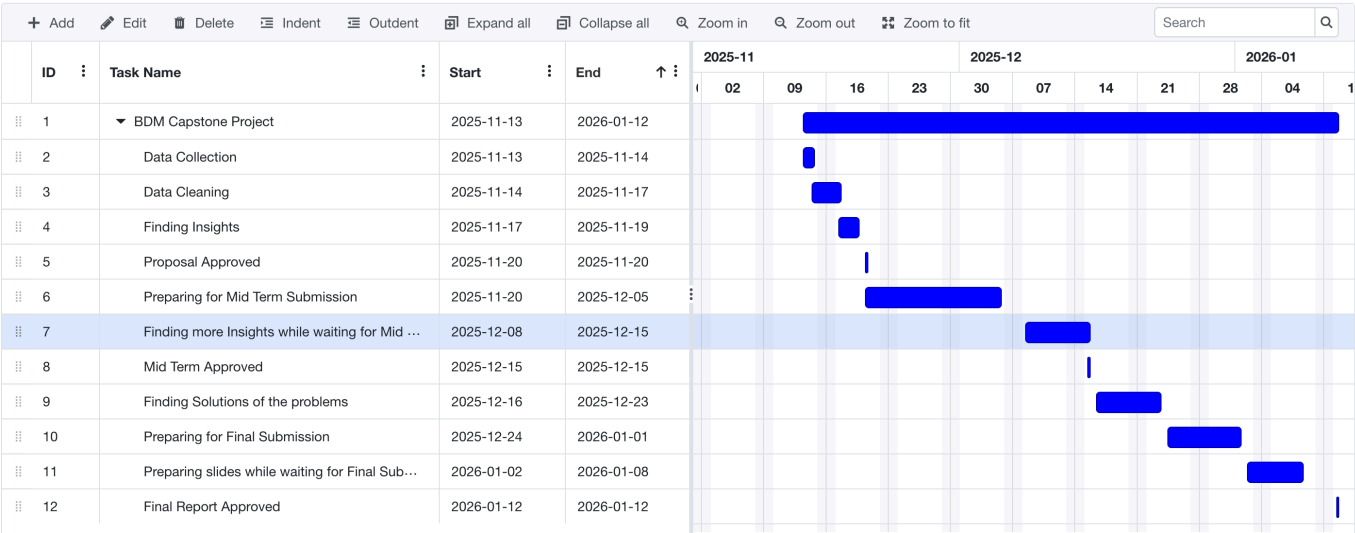 Add Edit Delete Indent Outdent Expand all Collapse all Zoom in Zoom out Zoom to fit Search
2025-11 2025-12 2026-01
ID Task Name Start End
02 09 16 23 30 07 14 21 28 04
1 BDM Capstone Project 2025-11-13 2026-01-12
2 Data Collection 2025-11-13 2025-11-14
3 Data Cleaning 2025-11-14 2025-11-17
4 Finding Insights 2025-11-17 2025-11-19
5 Proposal Approved 2025-11-20 2025-11-20
6 Preparing for Mid Term Submission 2025-11-20 2025-12-05
7 Finding more Insights while waiting for Mid … 2025-12-08 2025-12-15
8 Mid Term Approved 2025-12-15 2025-12-15
9 Finding Solutions of the problems 2025-12-16 2025-12-23
10 Preparing for Final Submission 2025-12-24 2026-01-01
11 Preparing slides while waiting for Final Sub… 2026-01-02 2026-01-08
12 Final Report Approved 2026-01-12 2026-01-12